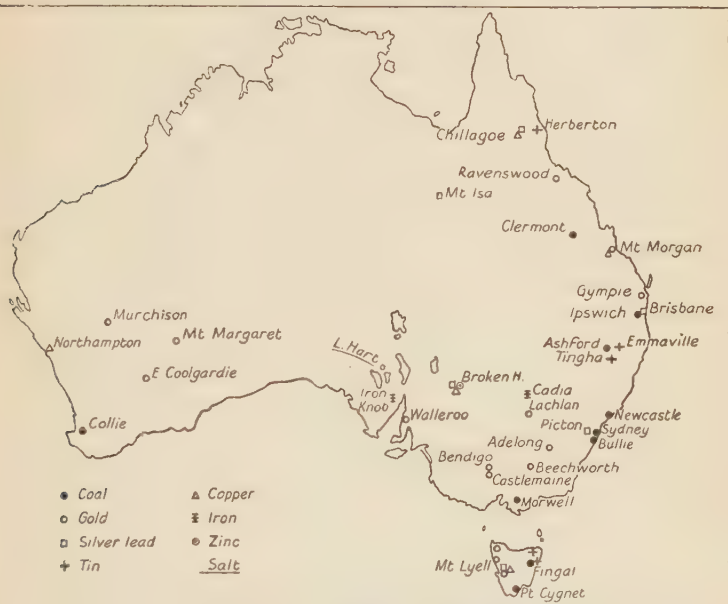 Chillagoe
Herberton
Ravenswood
Mt Isa
Clermont
Mt Morgan
Gympie
Ipswich
Brisbane
Murchison
Northampton
Mt Margaret
L. Hart
Ashford
Emmaville
Tingha
E Coolgardie
Broken H.
Iron
Knob
Cadia
Lachlan
Walleroo
Collie
Newcastle
Picton
Sydney
Bullie
Adelong
Bendigo
Beechworth
Castlemaine
Morwell
Coal
Copper
Gold
Iron
Silver lead
Zinc
Tin
Salt
Mt Lyell
Fingal
Pt Cygnet